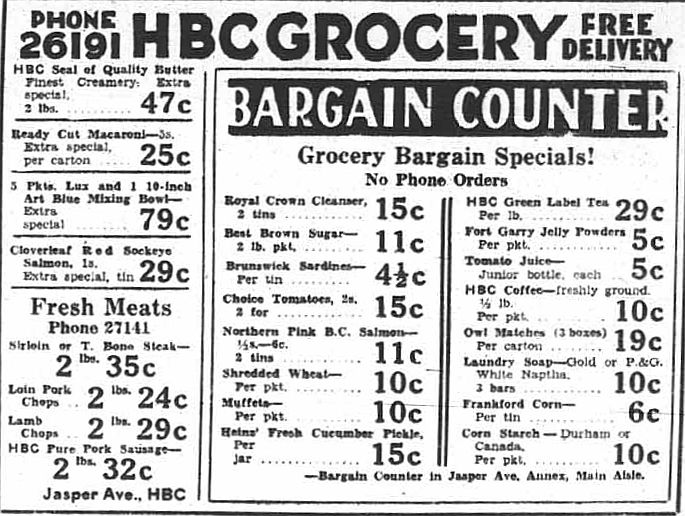 PHONE 26191 HBC GROCERY FREE DELIVERY
HBC Seal of Quality Butter
Finest Creamery: Extra
special,
2 lbs. .......... 47c
Ready Cut Macaroni—5s.
Extra special,
per carton ...... 25c
5 Pkts. Lux and 1 10-inch
Art Blue Mixing Bowl—
Extra
special .......... 79c
Cloverleaf Red Sockeye
Salmon, 1s.
Extra special, tin 29c
Fresh Meats
Phone 27141
Sirloin or T. Bone Steak—
2 lbs. 35c
Loin Pork
Chops .. 2 lbs. 24c
Lamb
Chops .. 2 lbs. 29c
HBC Pure Pork Sausage—
2 lbs. 32c
Jasper Ave., HBC
BARGAIN COUNTER
Grocery Bargain Specials!
No Phone Orders
Royal Crown Cleanser,
2 tins ............ 15c
Best Brown Sugar—
2 lb. pkt, .......... 11c
Brunswick Sardines—
Per tin ............ 4½c
Choice Tomatoes, 2s.
2 for ............ 15c
Northern Pink B.C. Salmon—
½s.—6c.
2 tins ............ 11c
Shredded Wheat—
Per pkt. .......... 10c
Muffets—
Per pkt. .......... 10c
Heinz' Fresh Cucumber Pickle,
Per
jar .............. 15c
HBC Green Label Tea
Per lb. .......... 29c
Fort Garry Jelly Powders
Per pkt. .......... 5c
Tomato Juice—
Junior bottle, each .. 5c
HBC Coffee—freshly ground.
½ lb.
Per pkt. .......... 10c
Owl Matches (3 boxes)
Per carton ........ 19c
Laundry Soap—Gold or P.&G.
White Naptha.
3 bars .......... 10c
Frankford Corn—
Per tin .......... 6c
Corn Starch — Durham or
Canada.
Per pkt. .......... 10c
—Bargain Counter in Jasper Ave. Annex, Main Aisle.